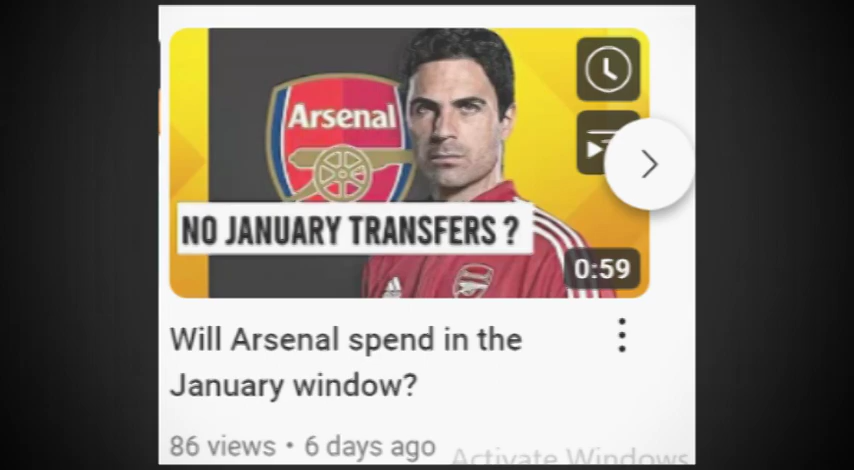 Arsenal
NO JANUARY TRANSFERS ?
0:59
Will Arsenal spend in the
January window?
86 views • 6 days ago
Activate Windows